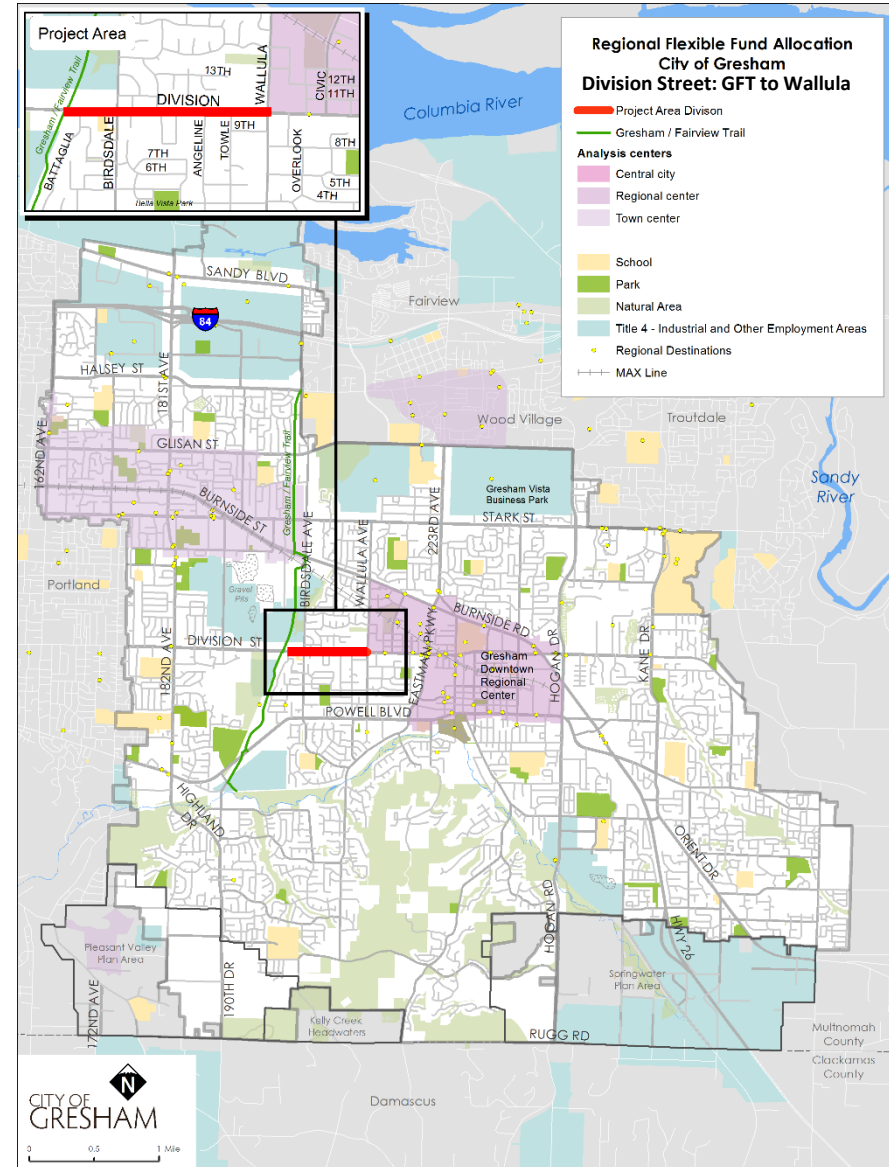 Project Area
Gresham / Fairview Trail
13TH
DIVISION
WALLULA
CIVIC
12TH
11TH
BATTAGLIA
BIRDSDALE
7TH
6TH
ANGELINE
TOWLE
9TH
OVERLOOK
8TH
5TH
4TH
Bella Vista Park
Regional Flexible Fund Allocation
City of Gresham
Division Street: GFT to Wallula
Project Area Divison
Gresham / Fairview Trail
Analysis centers
Central city
Regional center
Town center
School
Park
Natural Area
Title 4 - Industrial and Other Employment Areas
Regional Destinations
MAX Line
Columbia River
SANDY BLVD
84
Fairview
HALSEY ST
181ST AVE
162ND AVE
GLISAN ST
Gresham / Fairview Trail
Wood Village
Troutdale
Sandy
River
BURNSIDE ST
BIRDSDALE AVE
WALLULA AVE
223RD AVE
Gresham Vista
Business Park
STARK ST
Portland
Gravel
Pits
DIVISION ST
182ND AVE
EASTMAN PKWY
BURNSIDE RD
HOGAN DR
KANE DR
Gresham
Downtown
Regional
Center
POWELL BLVD
HIGHLAND
DR
ORIENT DR
HWY 26
HOGAN RD
Pleasant Valley
Plan Area
172ND AVE
190TH DR
Kelly Creek
Headwaters
Springwater
Plan Area
RUGG RD
Multnomah
County
Clackamas
County
Damascus
N
CITY OF
GRESHAM
0.5
1 Mile